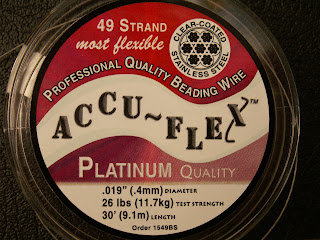 49 STRAND
most flexible
CLEAR-COATED
STAINLESS STEEL
PROFESSIONAL QUALITY BEADING WIRE
ACCU~FLEX™
PLATINUM QUALITY
.019" (.4mm) DIAMETER
26 lbs (11.7kg) TEST STRENGTH
30' (9.1m) LENGTH
Order 1549BS